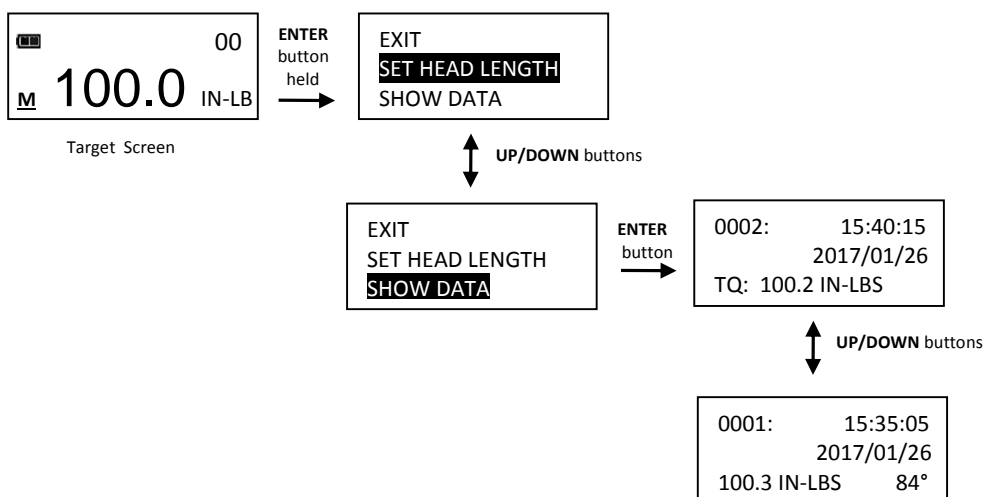 00
M 100.0 IN-LB
Target Screen
ENTER
button
held
EXIT
SET HEAD LENGTH
SHOW DATA
UP/DOWN buttons
EXIT
SET HEAD LENGTH
SHOW DATA
ENTER
button
0002: 15:40:15
2017/01/26
TQ: 100.2 IN-LBS
UP/DOWN buttons
0001: 15:35:05
2017/01/26
100.3 IN-LBS 84°